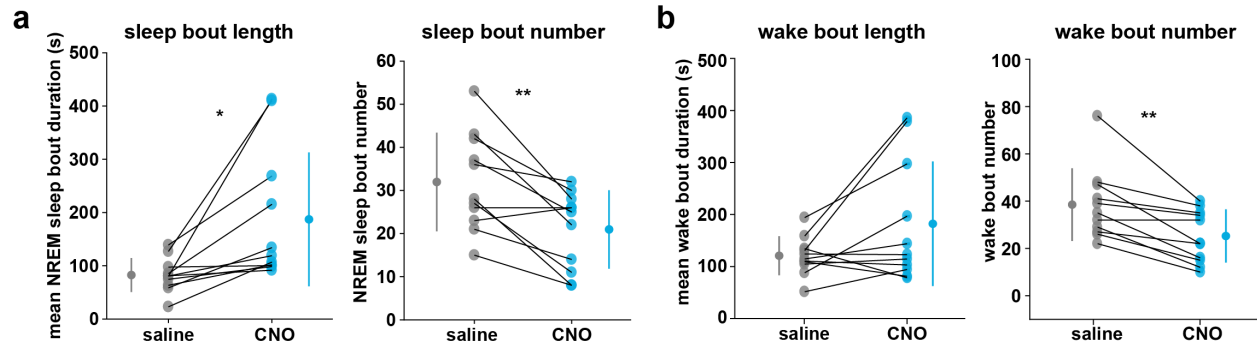 a
sleep bout length
mean NREM sleep bout duration (s)
500
400
300
200
100
0
*
saline
CNO
sleep bout number
NREM sleep bout number
60
50
40
30
20
10
0
**
saline
CNO
b
wake bout length
mean wake bout duration (s)
500
400
300
200
100
0
saline
CNO
wake bout number
wake bout number
100
80
60
40
20
0
**
saline
CNO